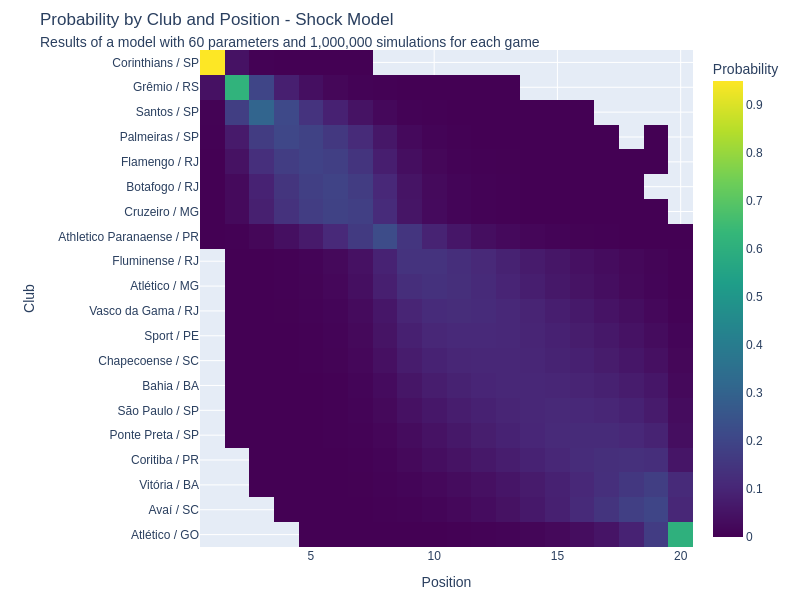 Probability by Club and Position - Shock Model
Results of a model with 60 parameters and 1,000,000 simulations for each game
Probability
Corinthians / SP
Grêmio / RS
Santos / SP
Palmeiras / SP
Flamengo / RJ
Botafogo / RJ
Cruzeiro / MG
Athletico Paranaense / PR
Fluminense / RJ
Atlético / MG
Vasco da Gama / RJ
Sport / PE
Chapecoense / SC
Bahia / BA
São Paulo / SP
Ponte Preta / SP
Coritiba / PR
Vitória / BA
Avaí / SC
Atlético / GO
Club
5
10
15
20
Position
0.9
0.8
0.7
0.6
0.5
0.4
0.3
0.2
0.1
0